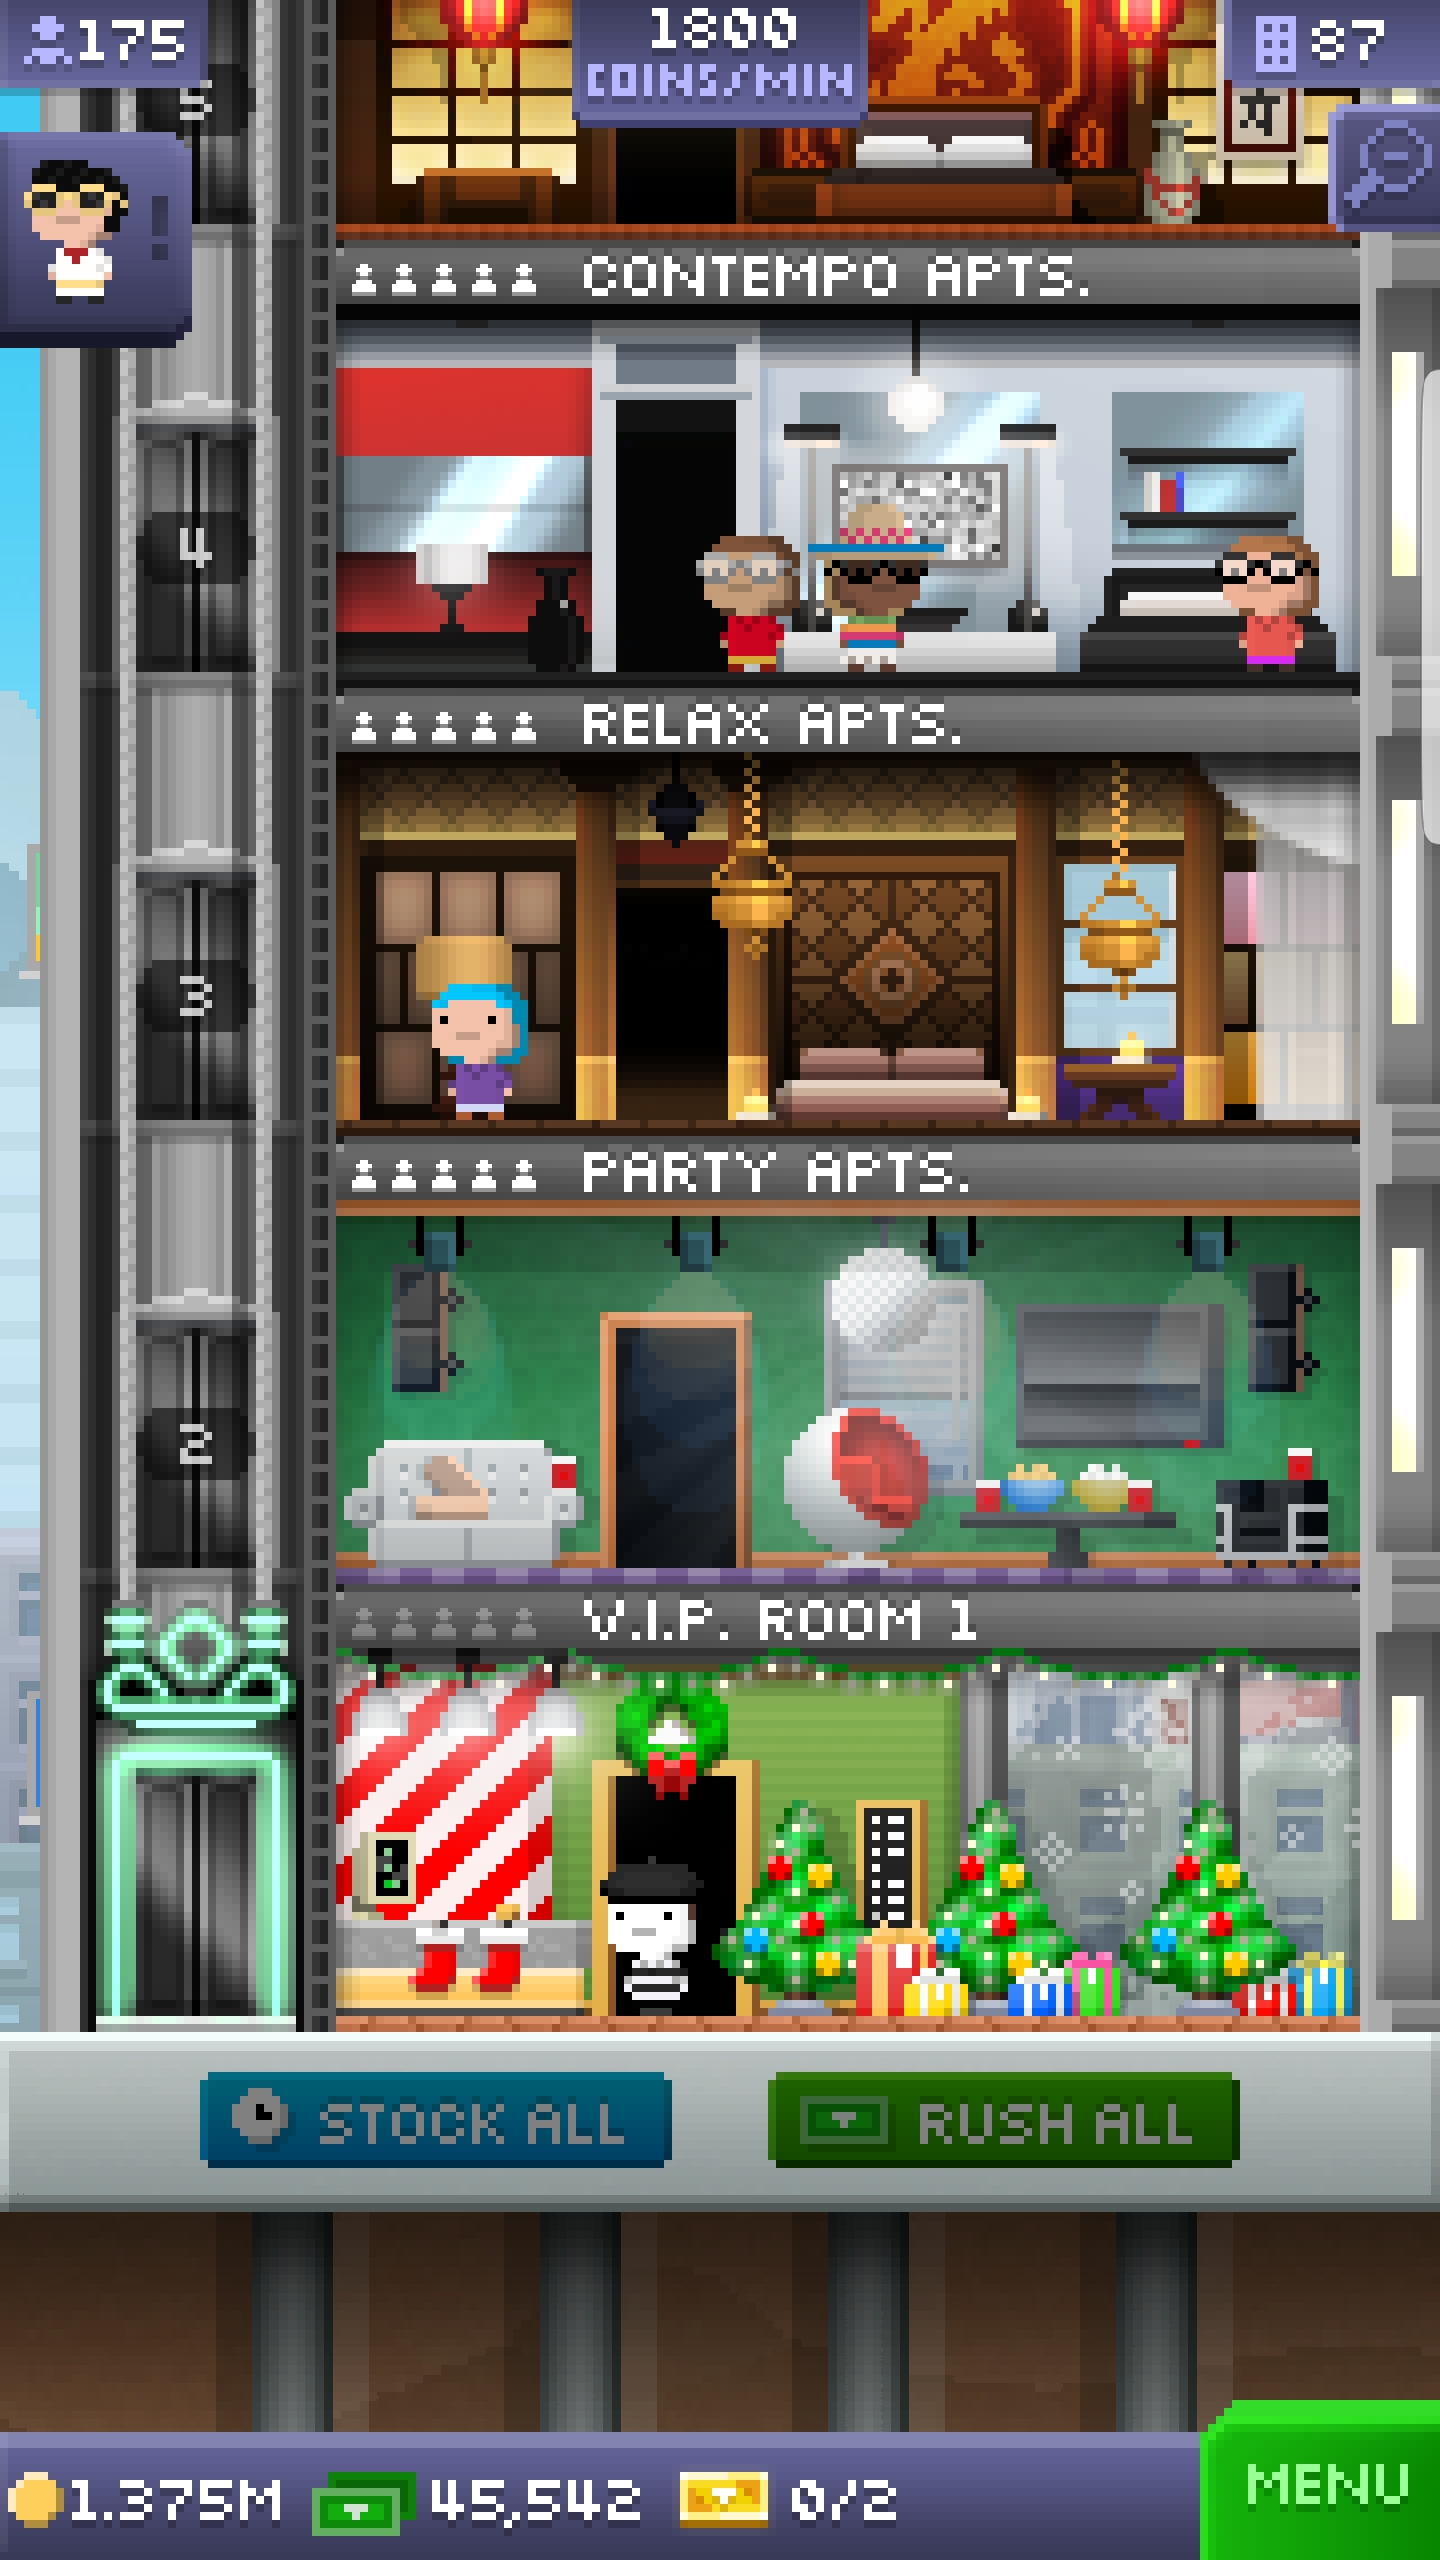 175
1800
COINS/MIN
87
5
CONTEMPO APTS.
4
RELAX APTS.
3
PARTY APTS.
2
V.I.P. ROOM 1
STOCK ALL
RUSH ALL
1.375M
45,542
0/2
MENU